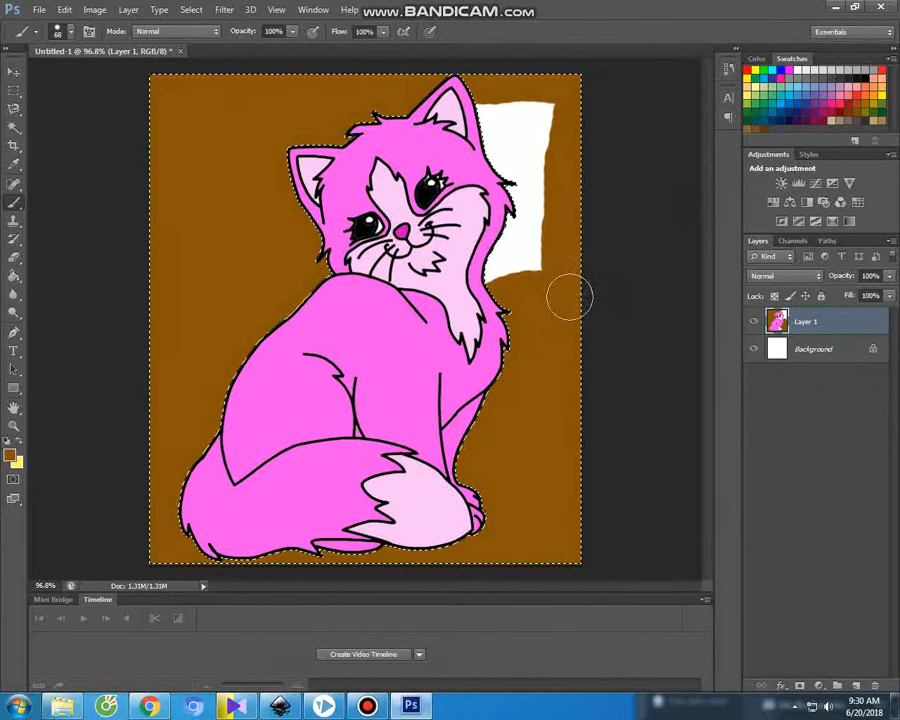 File Edit Image Layer Type Select Filter 3D View Window Help
www.BANDICAM.com
68 Mode: Normal Opacity: 100% Flow: 100% Essentials
Untitled-1 @ 96.8% (Layer 1, RGB/8) * ×
Color Swatches
Adjustments Styles
Add an adjustment
Layers Channels Paths
Kind
Normal Opacity: 100%
Lock: Fill: 100%
Layer 1
Background
96.8% Doc: 1.31M/1.31M
Mini Bridge Timeline
Create Video Timeline
9:30 AM
6/20/2018